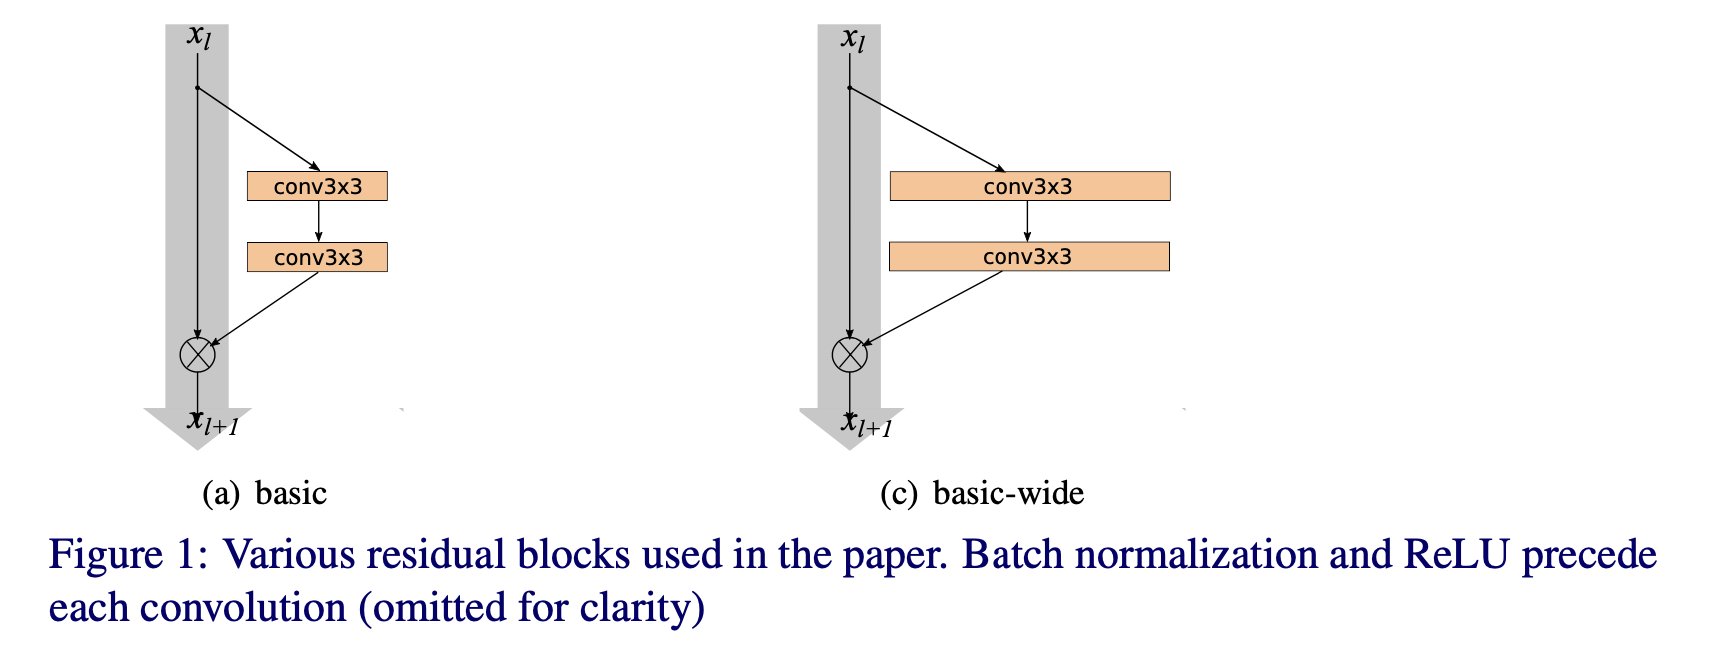 x_l
conv3x3
conv3x3
x_{l+1}
(a) basic
x_l
conv3x3
conv3x3
x_{l+1}
(c) basic-wide
Figure 1: Various residual blocks used in the paper. Batch normalization and ReLU precede
each convolution (omitted for clarity)